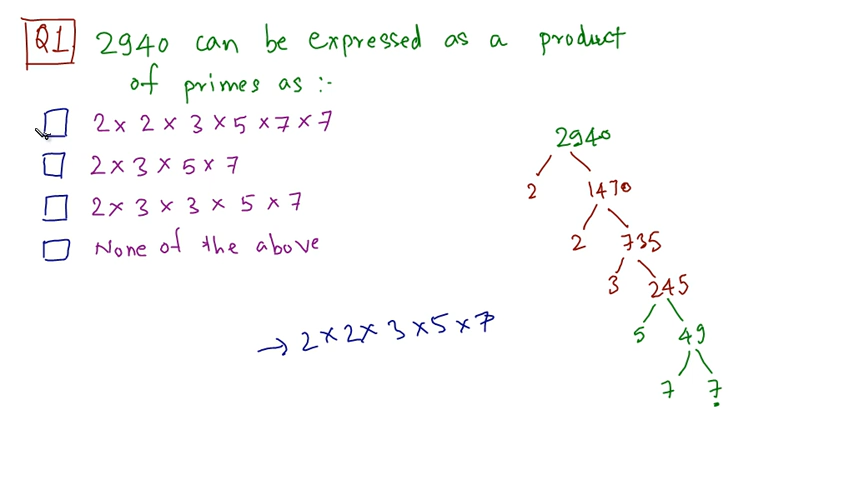 Q1 2940 can be expressed as a product
of primes as :-
2 × 2 × 3 × 5 × 7 × 7
2 × 3 × 5 × 7
2 × 3 × 3 × 5 × 7
None of the above
→ 2 × 2 × 3 × 5 × 7
2940
2 1470
2 735
3 245
5 49
7 7